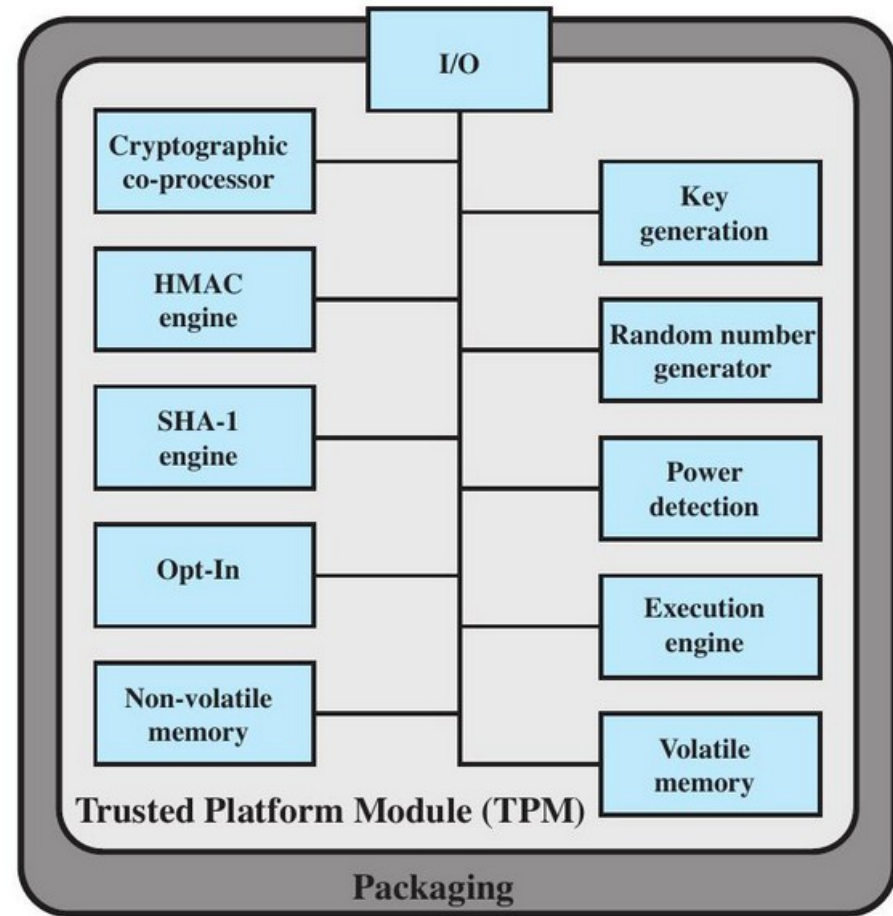 I/O
Cryptographic
co-processor
HMAC
engine
SHA-1
engine
Opt-In
Non-volatile
memory
Key
generation
Random number
generator
Power
detection
Execution
engine
Volatile
memory
Trusted Platform Module (TPM)
Packaging